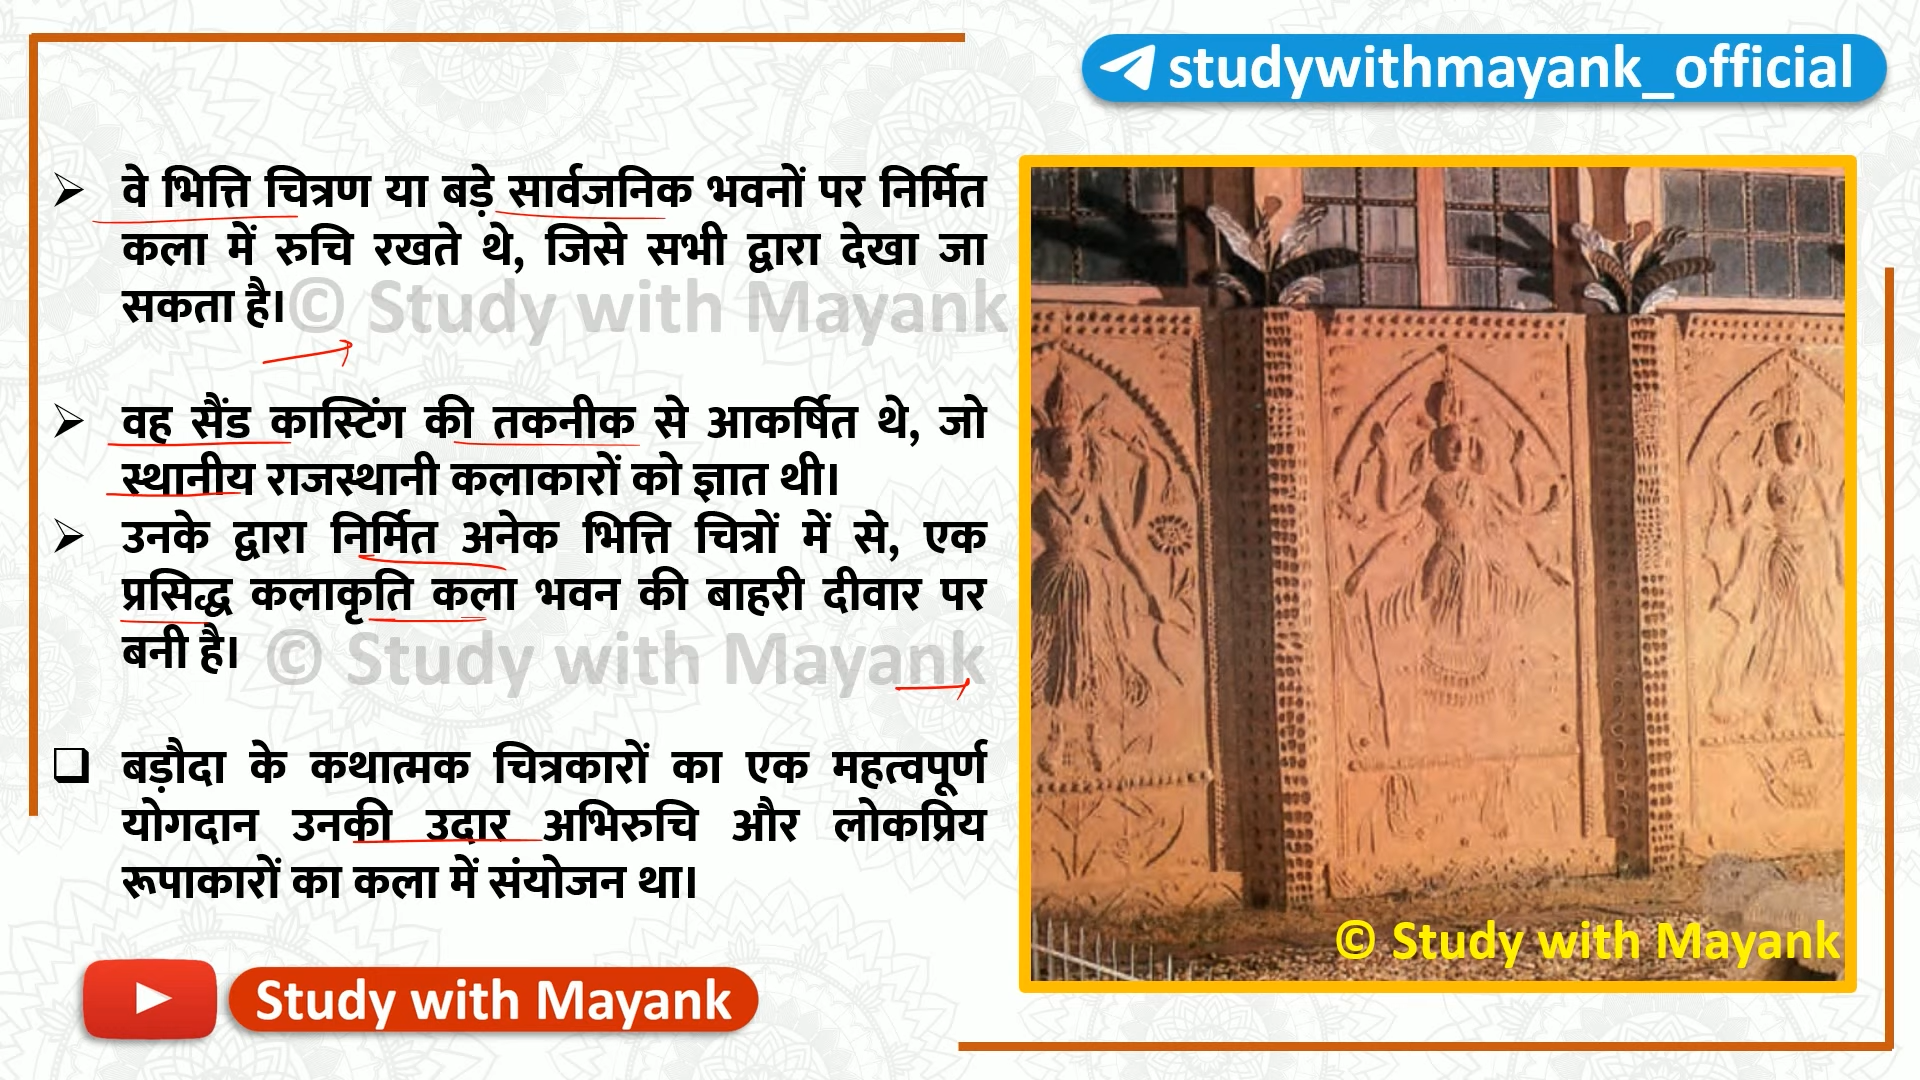 studywithmayank_official
वे भित्ति चित्रण या बड़े सार्वजनिक भवनों पर निर्मित
कला में रुचि रखते थे, जिसे सभी द्वारा देखा जा
सकता है।
© Study with Mayank
वह सैंड कास्टिंग की तकनीक से आकर्षित थे, जो
स्थानीय राजस्थानी कलाकारों को ज्ञात थी।
उनके द्वारा निर्मित अनेक भित्ति चित्रों में से, एक
प्रसिद्ध कलाकृति कला भवन की बाहरी दीवार पर
बनी है।
© Study with Mayank
बड़ौदा के कथात्मक चित्रकारों का एक महत्वपूर्ण
योगदान उनकी उदार अभिरुचि और लोकप्रिय
रूपाकारों का कला में संयोजन था।
© Study with Mayank
Study with Mayank